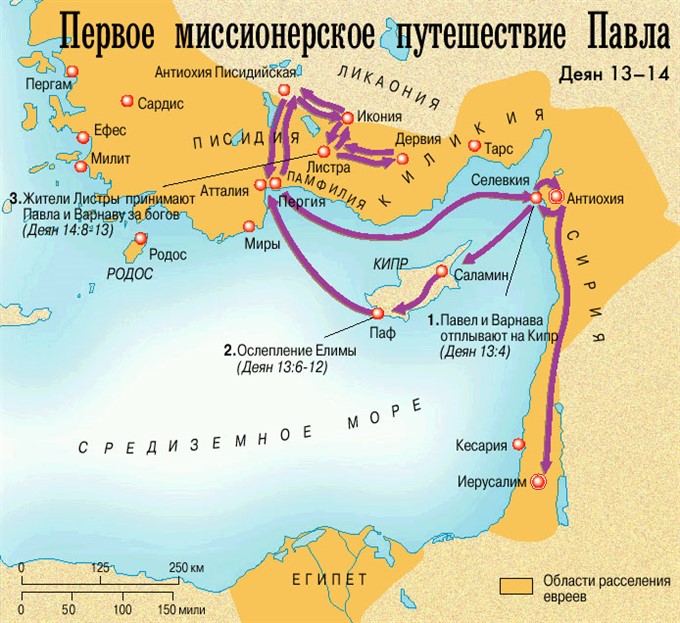 Первое миссионерское путешествие Павла
Деян 13–14
Антиохия Писидийская
ЛИКАОНИЯ
Пергам
Сардис
Икония
Ефес
ПИСИДИЯ
Дервия
КИЛИКИЯ
Милит
Листра
Тарс
Селевкия
3. Жители Листры принимают
Павла и Варнаву за богов
(Деян 14:8-13)
Атталия
ПАМФИЛИЯ
Пергия
Антиохия
Миры
Родос
РОДОС
СИРИЯ
КИПР
Саламин
Паф
1. Павел и Варнава
отплывают на Кипр
(Деян 13:4)
2. Ослепление Елимы
(Деян 13:6-12)
СРЕДИЗЕМНОЕ МОРЕ
Кесария
Иерусалим
0 125 250 км
0 50 100 150 мили
ЕГИПЕТ
Области расселения
евреев